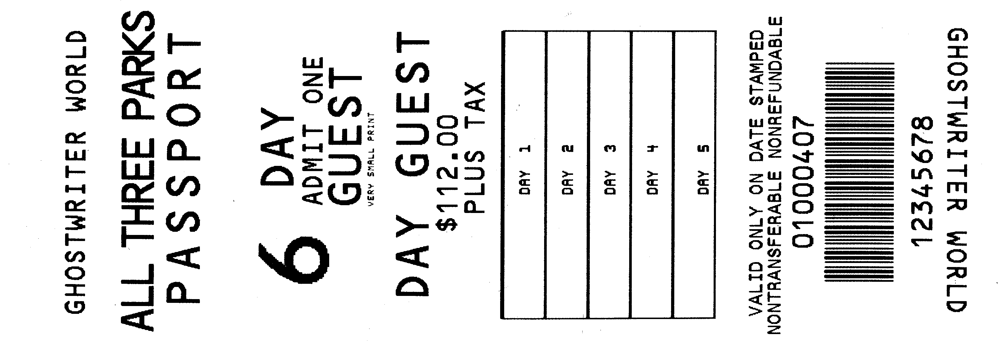 GHOSTWRITER WORLD
ALL THREE PARKS
PASSPORT
6 DAY
ADMIT ONE
GUEST
VERY SMALL PRINT
DAY GUEST
$112.00
PLUS TAX
DAY 1
DAY 2
DAY 3
DAY 4
DAY 5
VALID ONLY ON DATE STAMPED
NONTRANSFERABLE NONREFUNDABLE
01000407
12345678
GHOSTWRITER WORLD